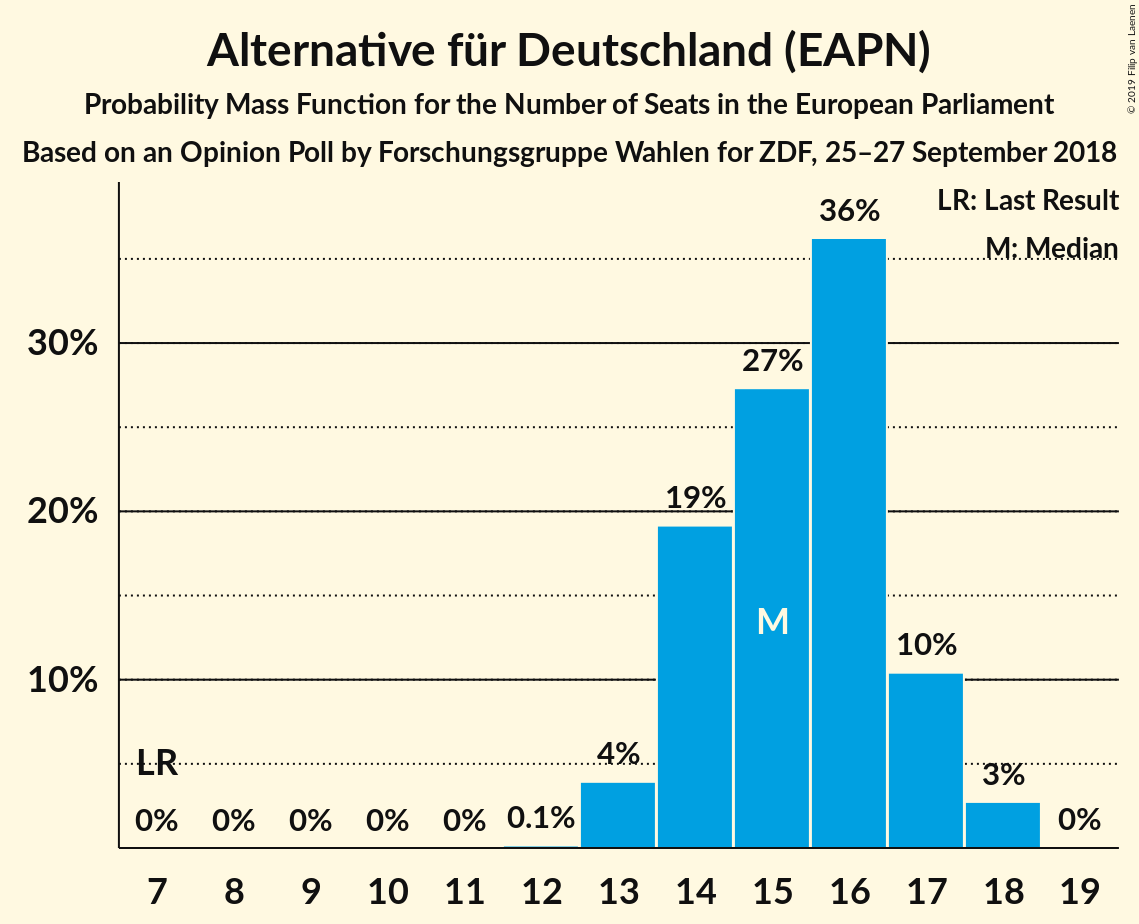 Alternative für Deutschland (EAPN)
Probability Mass Function for the Number of Seats in the European Parliament
Based on an Opinion Poll by Forschungsgruppe Wahlen for ZDF, 25–27 September 2018
© 2019 Filip van Laenen
LR: Last Result
M: Median
36%
30%
27%
20%
19%
M
10%
10%
LR
4%
3%
0%
0%
0%
0%
0%
0.1%
0%
7 8 9 10 11 12 13 14 15 16 17 18 19